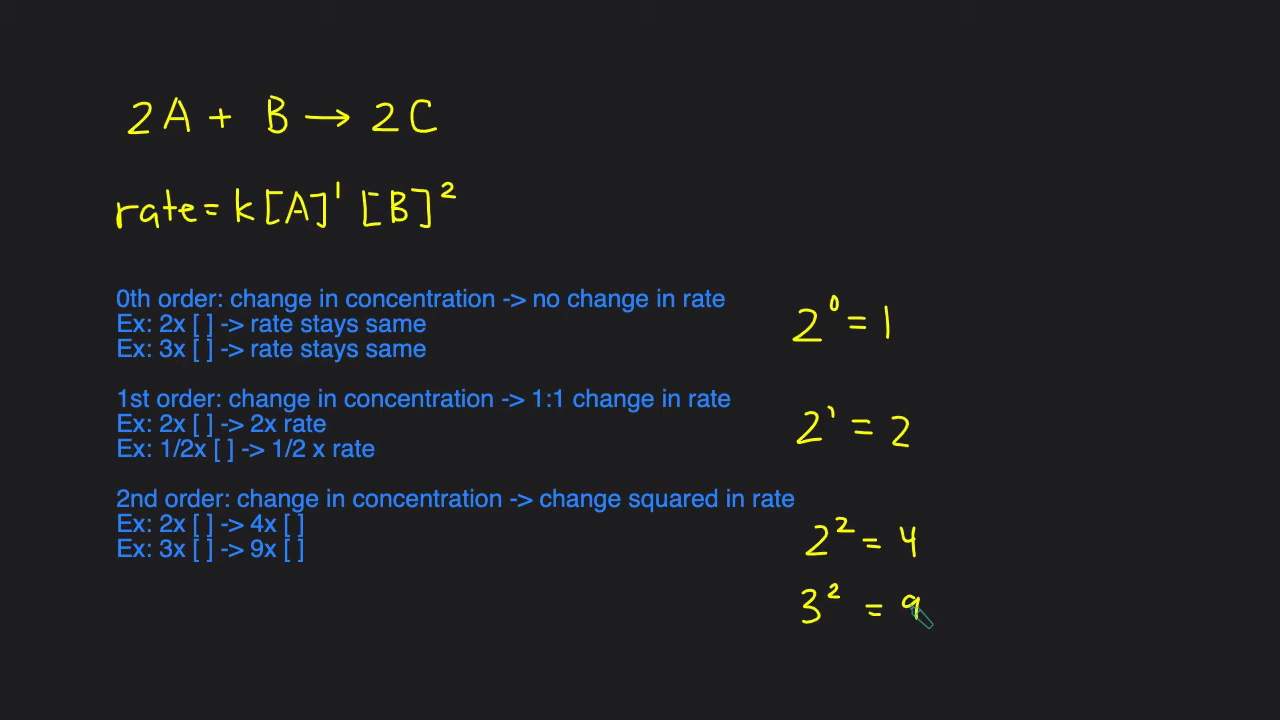 2A + B → 2C
rate = k[A]¹ [B]²
0th order: change in concentration -> no change in rate
Ex: 2x [ ] -> rate stays same
Ex: 3x [ ] -> rate stays same
2⁰ = 1
1st order: change in concentration -> 1:1 change in rate
Ex: 2x [ ] -> 2x rate
Ex: 1/2x [ ] -> 1/2 x rate
2¹ = 2
2nd order: change in concentration -> change squared in rate
Ex: 2x [ ] -> 4x [ ]
Ex: 3x [ ] -> 9x [ ]
2² = 4
3² = 9